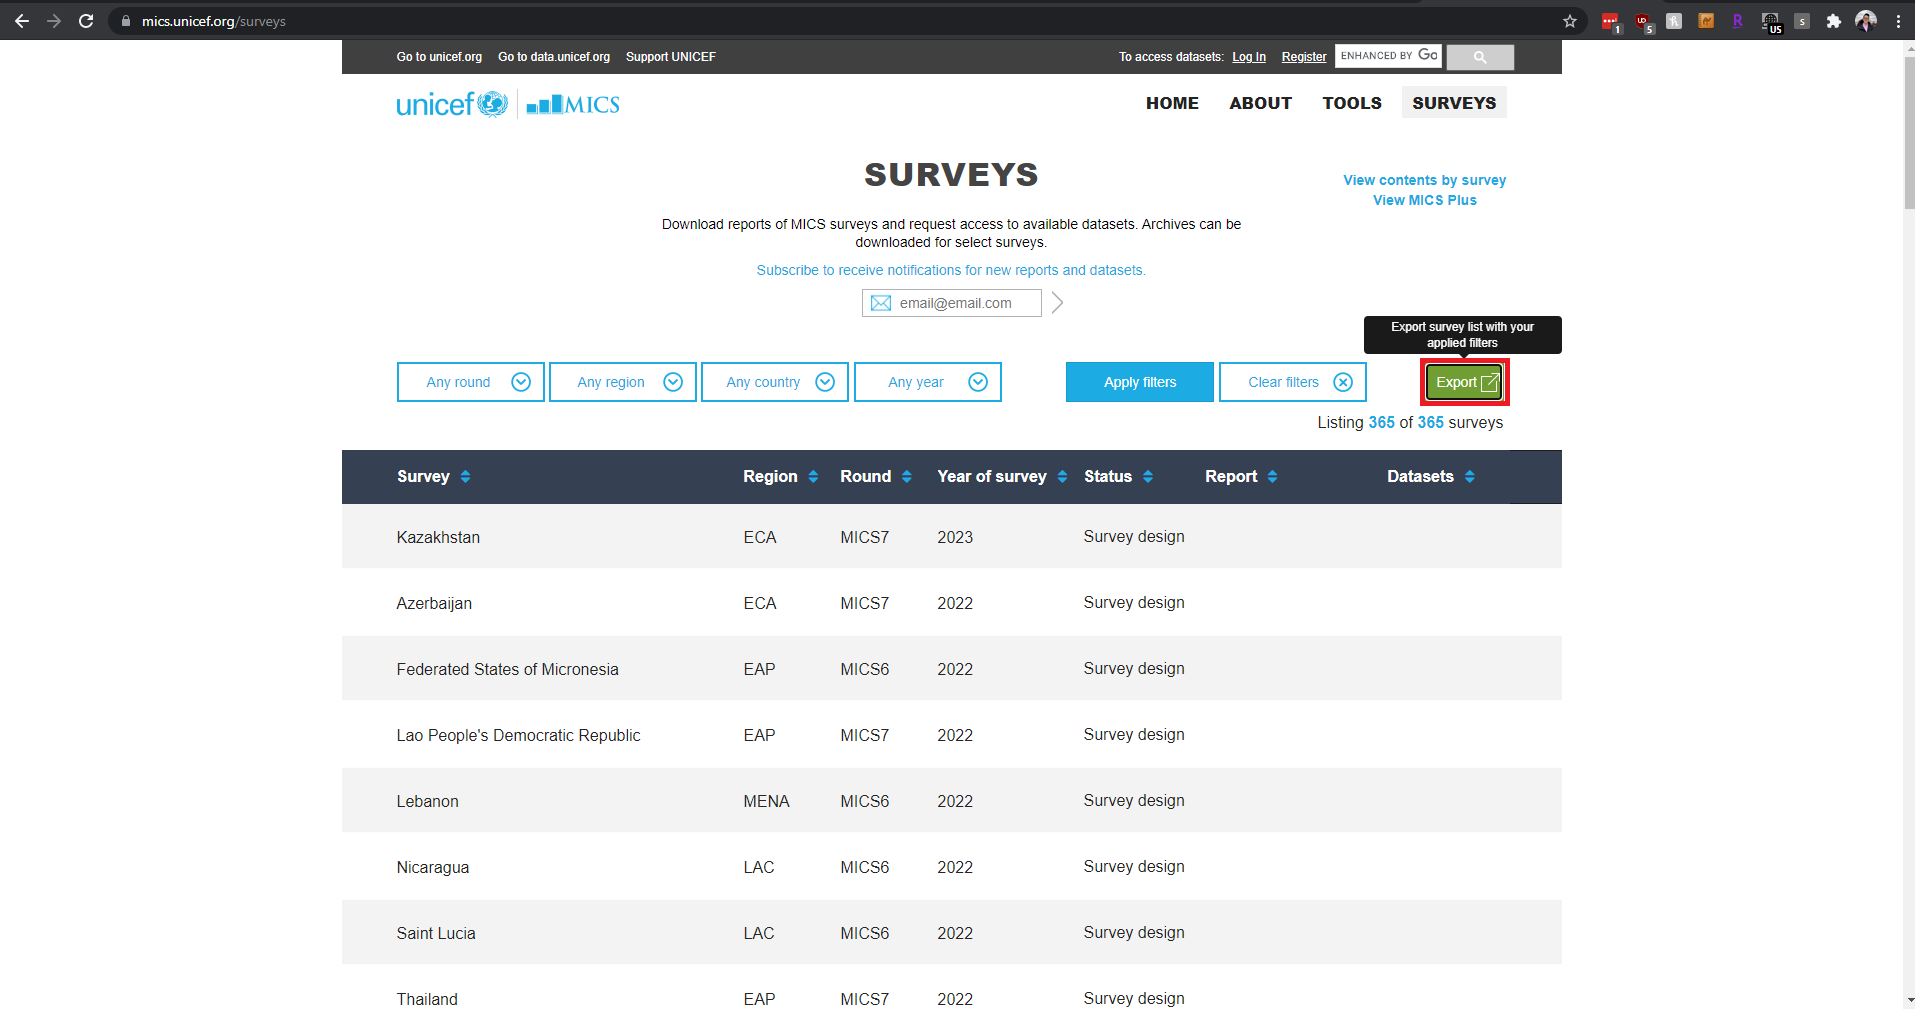 mics.unicef.org/surveys
1
5
US
R
s
Go to unicef.org Go to data.unicef.org Support UNICEF
To access datasets: Log In Register ENHANCED BY Go
unicef MICS
HOME ABOUT TOOLS SURVEYS
SURVEYS
View contents by survey
View MICS Plus
Download reports of MICS surveys and request access to available datasets. Archives can be
downloaded for select surveys.
Subscribe to receive notifications for new reports and datasets.
email@email.com
Export survey list with your
applied filters
Any round Any region Any country Any year Apply filters Clear filters Export
Listing 365 of 365 surveys
Survey Region Round Year of survey Status Report Datasets
Kazakhstan ECA MICS7 2023 Survey design
Azerbaijan ECA MICS7 2022 Survey design
Federated States of Micronesia EAP MICS6 2022 Survey design
Lao People's Democratic Republic EAP MICS7 2022 Survey design
Lebanon MENA MICS6 2022 Survey design
Nicaragua LAC MICS6 2022 Survey design
Saint Lucia LAC MICS6 2022 Survey design
Thailand EAP MICS7 2022 Survey design